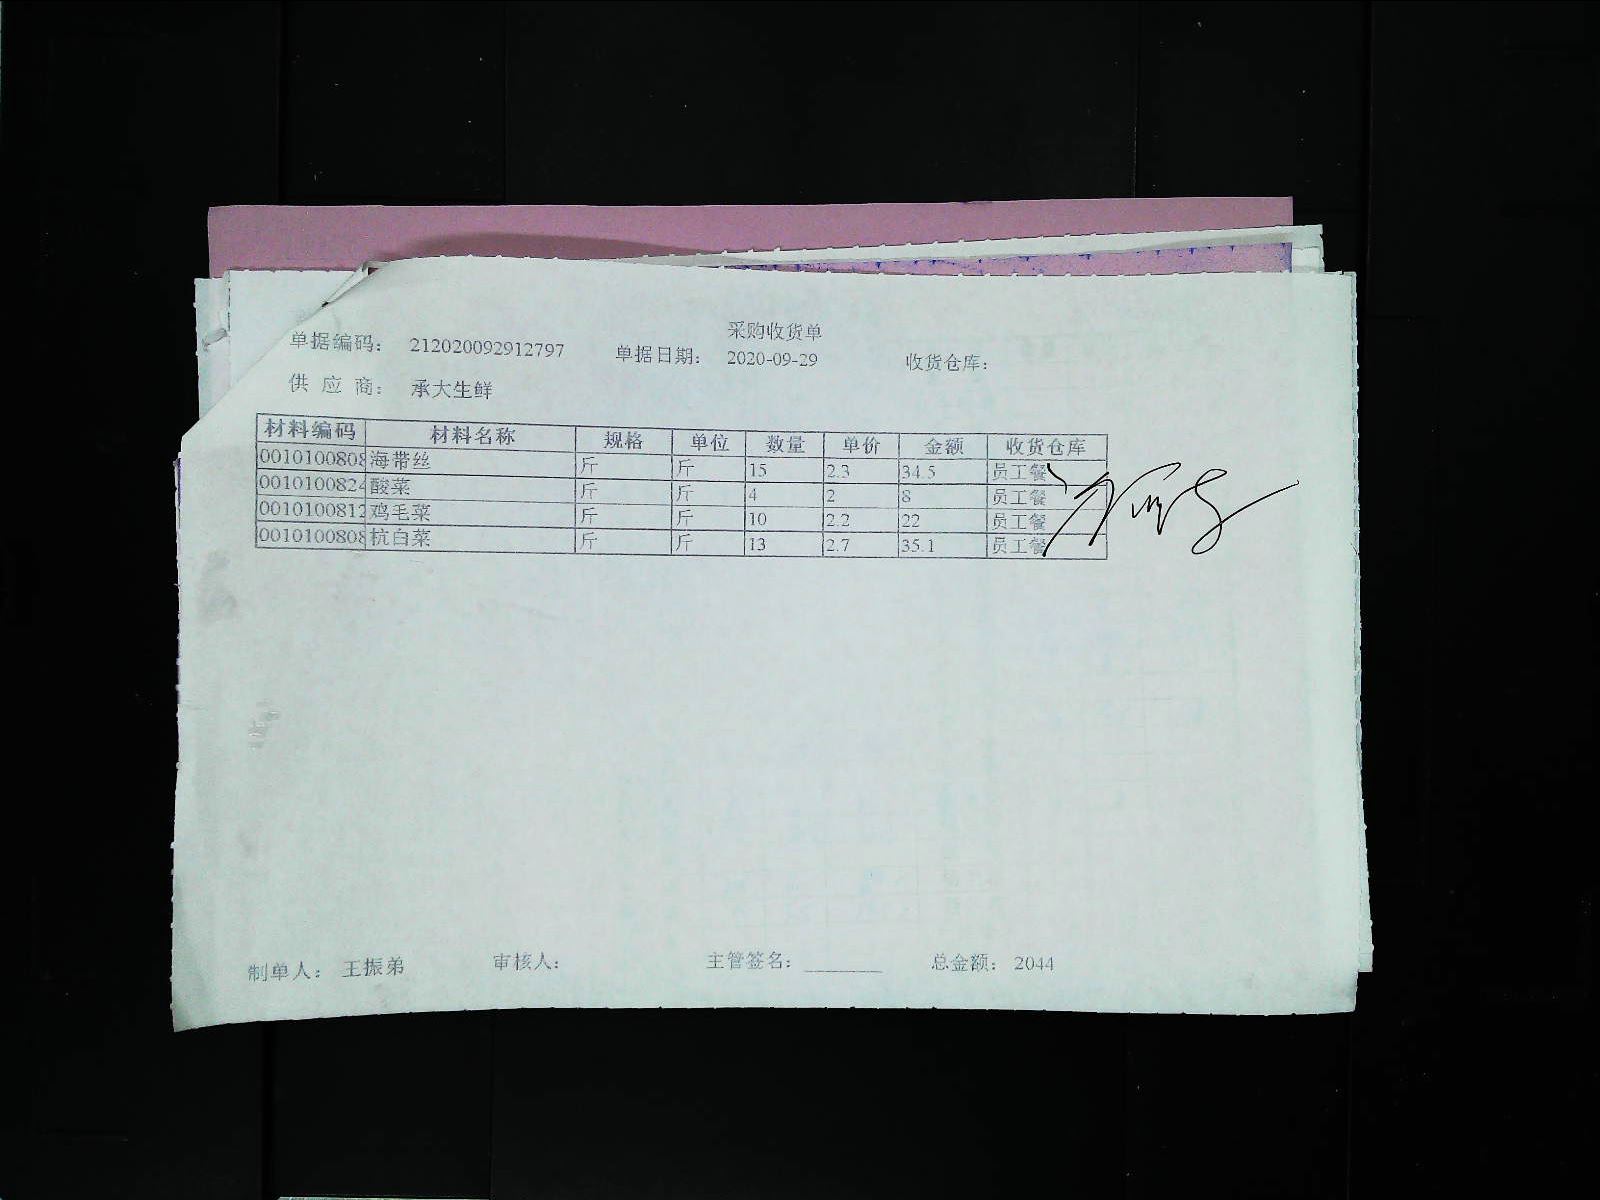 采购收货单
单据编码： 212020092912797 单据日期： 2020-09-29 收货仓库：
供 应 商： 承大生鲜
材料编码 材料名称 规格 单位 数量 单价 金额 收货仓库
0010100808 海带丝 斤 斤 15 2.3 34.5 员工餐
0010100824 酸菜 斤 斤 4 2 8 员工餐
0010100812 鸡毛菜 斤 斤 10 2.2 22 员工餐
0010100808 杭白菜 斤 斤 13 2.7 35.1 员工餐
制单人： 王振弟 审核人： 主管签名：________ 总金额： 2044